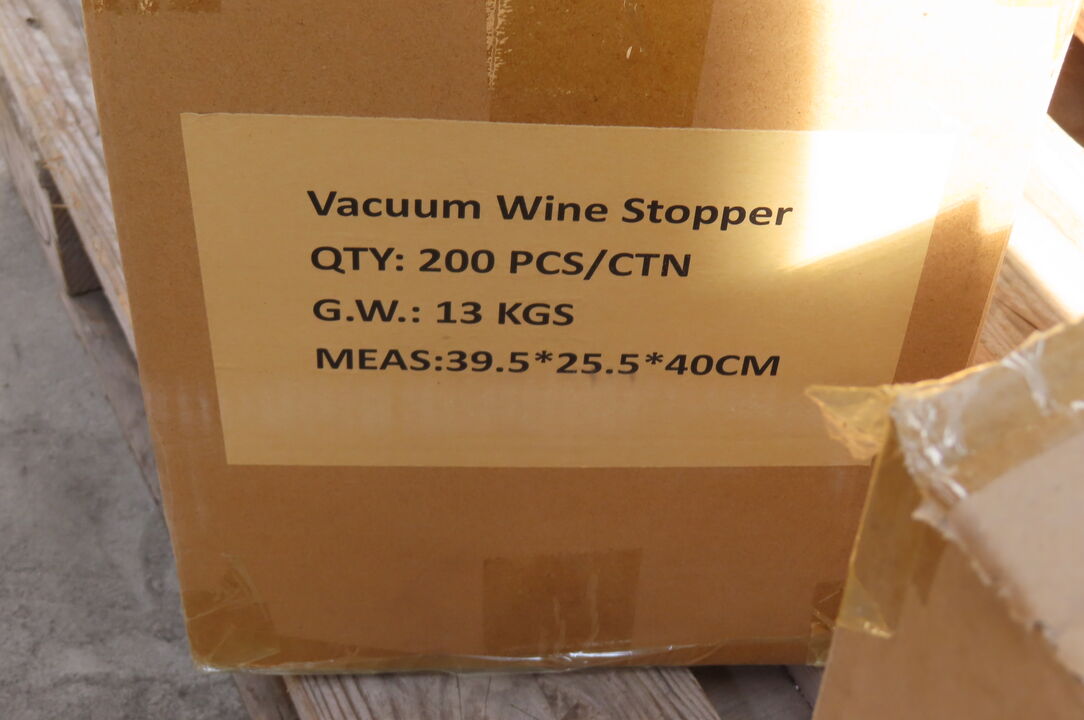 Vacuum Wine Stopper
QTY: 200 PCS/CTN
G.W.: 13 KGS
MEAS:39.5*25.5*40CM